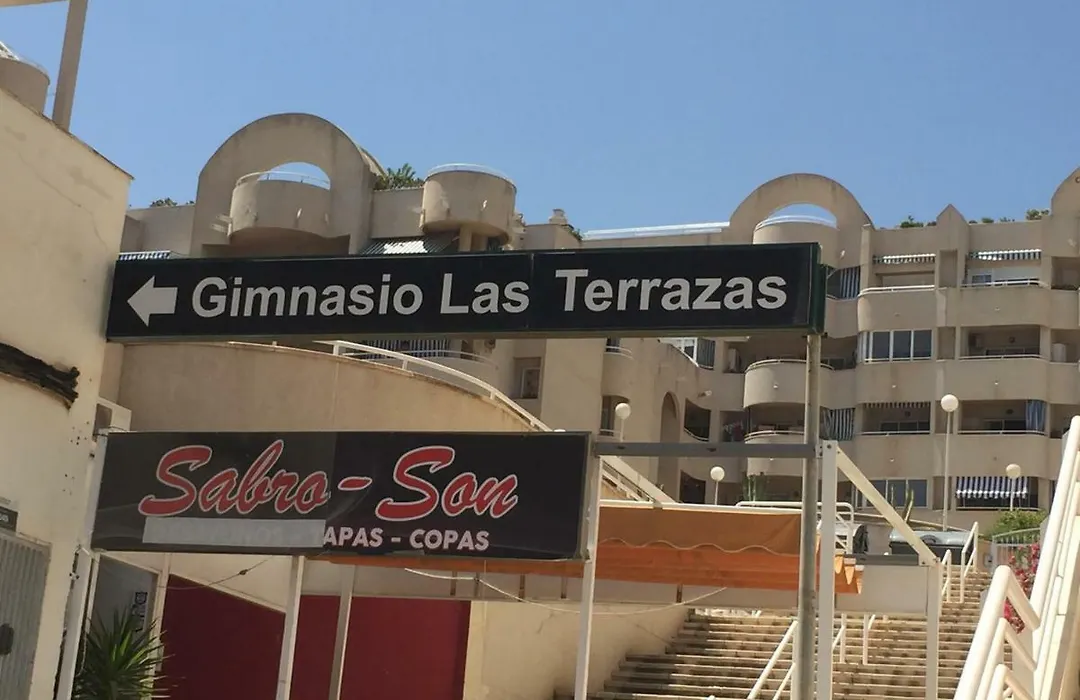 Gimnasio Las Terrazas
Sabro-Son
APAS - COPAS